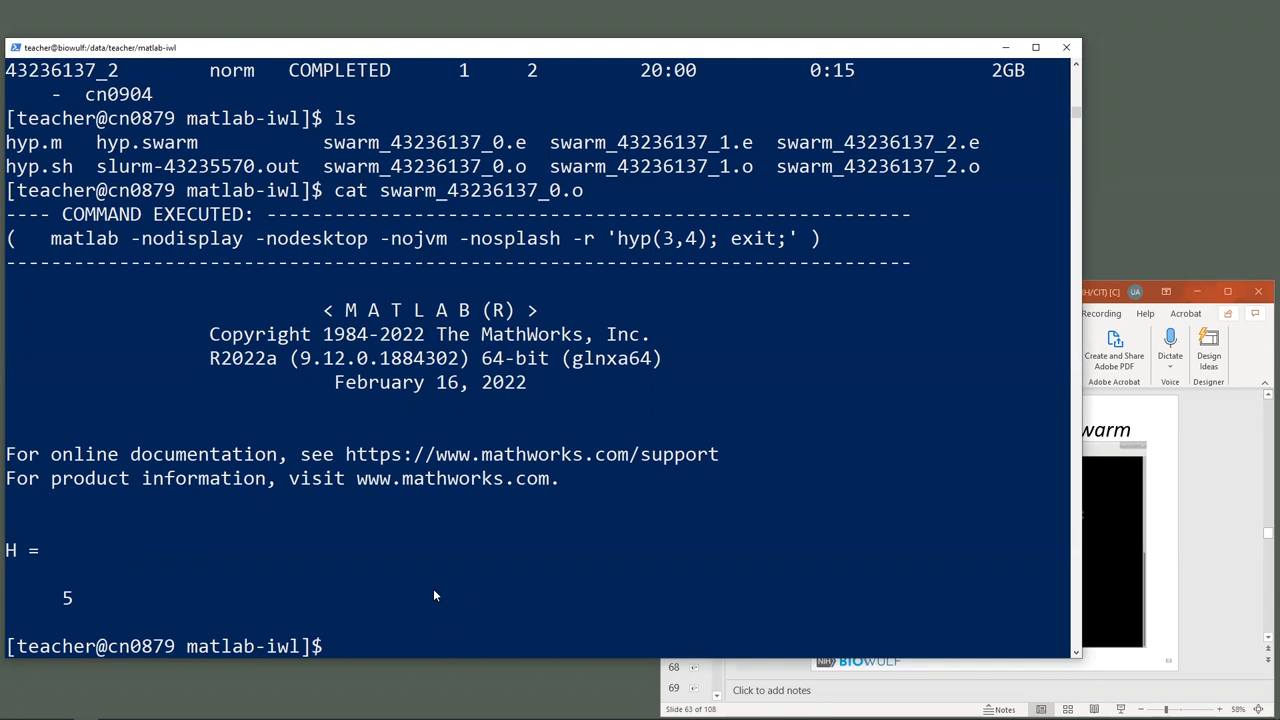 teacher@biowulf:/data/teacher/matlab-iwl
43236137_2 norm COMPLETED 1 2 20:00 0:15 2GB
- cn0904
[teacher@cn0879 matlab-iwl]$ ls
hyp.m hyp.swarm swarm_43236137_0.e swarm_43236137_1.e swarm_43236137_2.e
hyp.sh slurm-43235570.out swarm_43236137_0.o swarm_43236137_1.o swarm_43236137_2.o
[teacher@cn0879 matlab-iwl]$ cat swarm_43236137_0.o
---- COMMAND EXECUTED: ---------------------------------------------------------
( matlab -nodisplay -nodesktop -nojvm -nosplash -r 'hyp(3,4); exit;' )
--------------------------------------------------------------------------------
< M A T L A B (R) >
Copyright 1984-2022 The MathWorks, Inc.
R2022a (9.12.0.1884302) 64-bit (glnxa64)
February 16, 2022
For online documentation, see https://www.mathworks.com/support
For product information, visit www.mathworks.com.
H =
5
[teacher@cn0879 matlab-iwl]$
H/CIT) [C] UA
Recording Help Acrobat
Create and Share Adobe PDF
Dictate
Design Ideas
Adobe Acrobat Voice Designer
warm
NIH BIOWULF
68
69
Click to add notes
Slide 63 of 108 Notes 58%